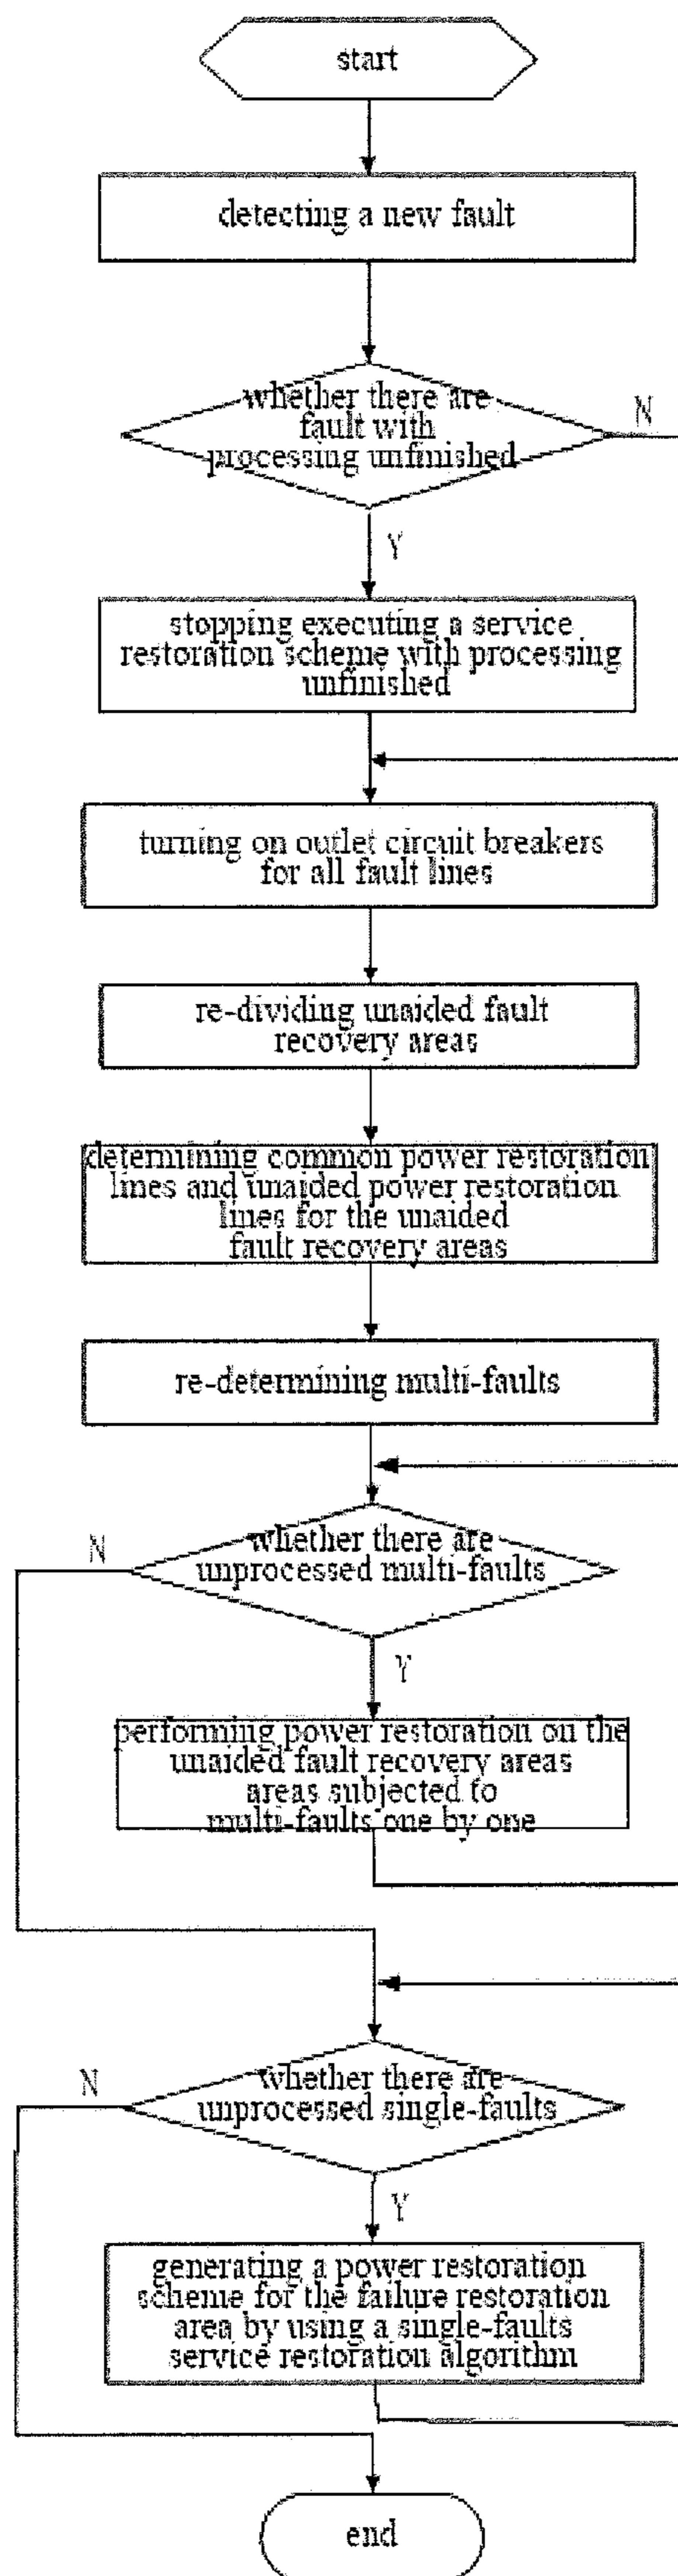 start
detecting a new fault
whether there are
fault with
processing unfinished
N
Y
stopping executing a service
restoration scheme with processing
unfinished
turning on outlet circuit breakers
for all fault lines
re-dividing unaided fault
recovery areas
determining common power restoration
lines and unaided power restoration
lines for the unaided
fault recovery areas
re-determining multi-faults
whether there are
unprocessed multi-faults
N
Y
performing power restoration on the
unaided fault recovery areas
areas subjected to
multi-faults one by one
whether there are
unprocessed single-faults
N
Y
generating a power restoration
scheme for the failure restoration
area by using a single-faults
service restoration algorithm
end